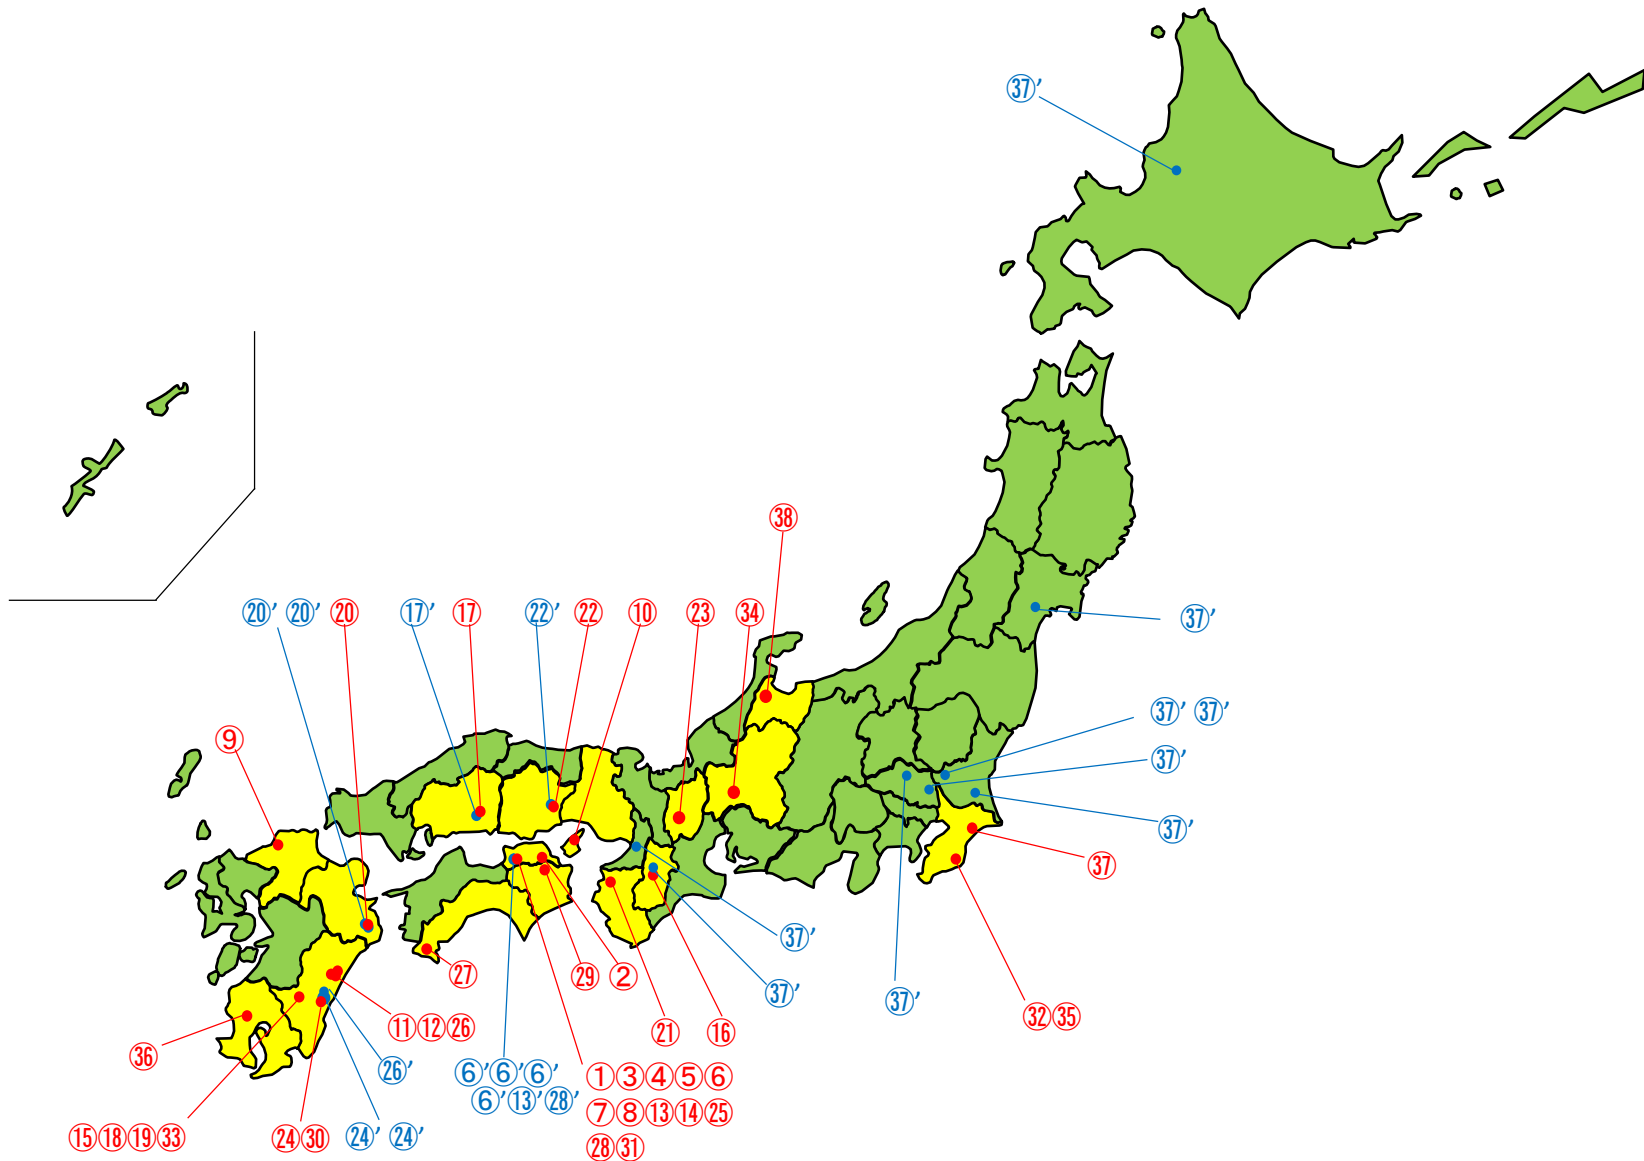 ㊲′
㊳
⑳′ ⑳′ ⑳ ⑰′ ⑰ ㉒′ ㉒ ⑩ ㉓ ㉞
㊲′
㊲′ ㊲′
⑨
㊲′
㊲′
㊲
㊲′
㉗ ㉙ ② ㊲′
㊲′
⑪⑫㉖ ㉑ ⑯ ㉜㉟
㊱
㉖′ ⑥′⑥′⑥′ ①③④⑤⑥
⑥′⑬′㉘′ ⑦⑧⑬⑭㉕
⑮⑱⑲㉝ ㉔㉚ ㉔′ ㉔′ ㉘㉛